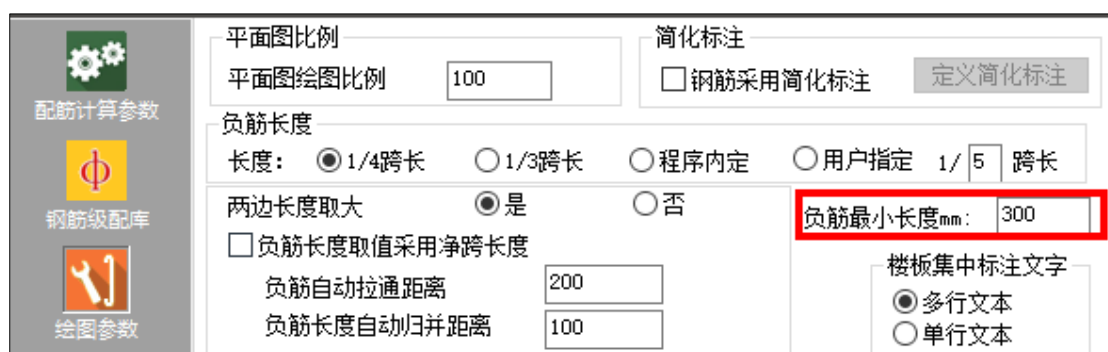 配筋计算参数
钢筋级配库
绘图参数
平面图比例
平面图绘图比例 100
简化标注
钢筋采用简化标注 定义简化标注
负筋长度
长度： 1/4跨长 1/3跨长 程序内定 用户指定 1/ 5 跨长
两边长度取大 是 否
负筋长度取值采用净跨长度
负筋自动拉通距离 200
负筋长度自动归并距离 100
负筋最小长度mm: 300
楼板集中标注文字
多行文本
单行文本